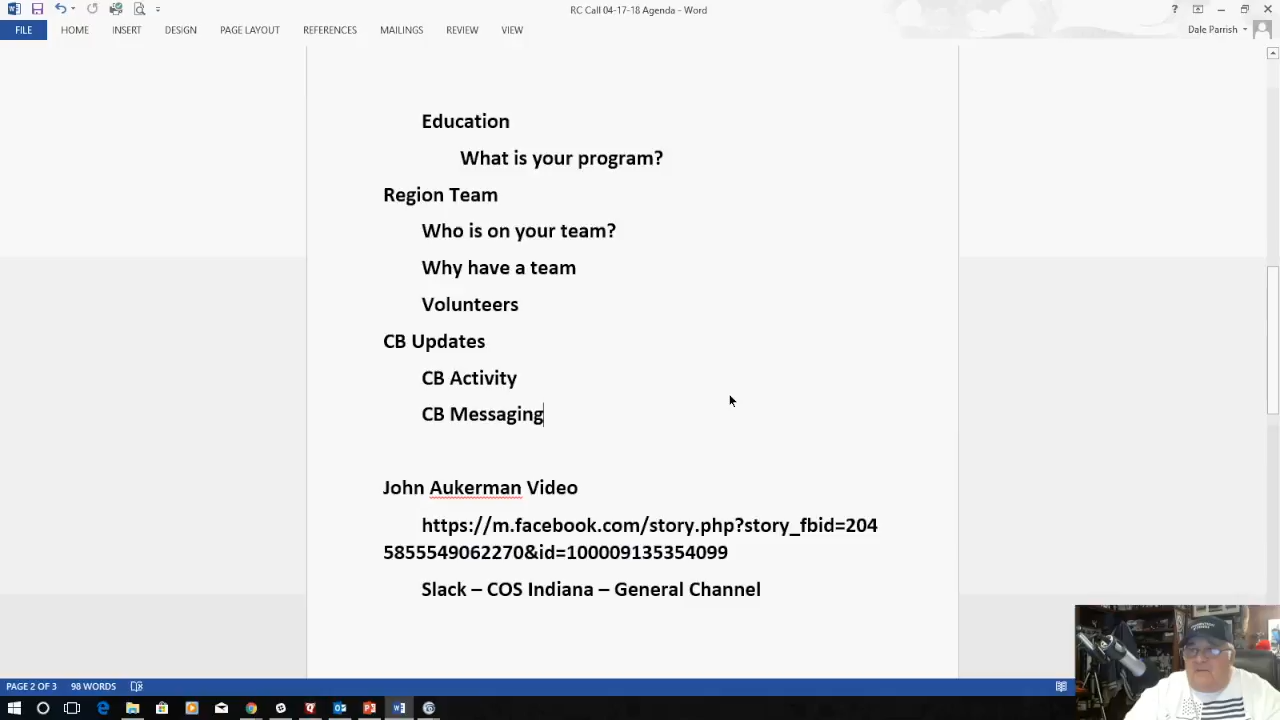 RC Call 04-17-18 Agenda - Word
?
FILE HOME INSERT DESIGN PAGE LAYOUT REFERENCES MAILINGS REVIEW VIEW
Dale Parrish
Education
What is your program?
Region Team
Who is on your team?
Why have a team
Volunteers
CB Updates
CB Activity
CB Messaging
John Aukerman Video
https://m.facebook.com/story.php?story_fbid=204
5855549062270&id=100009135354099
Slack – COS Indiana – General Channel
PAGE 2 OF 3 98 WORDS